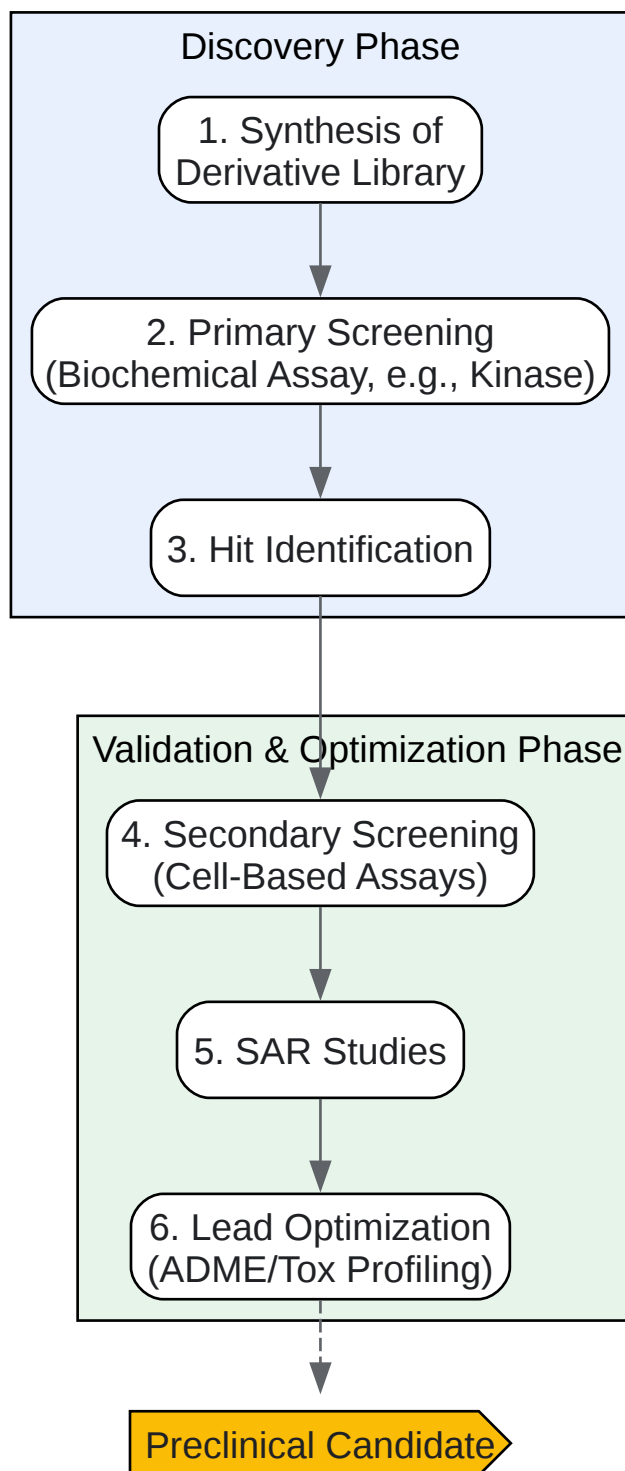 Discovery Phase
1. Synthesis of
Derivative Library
2. Primary Screening
(Biochemical Assay, e.g., Kinase)
3. Hit Identification
Validation & Optimization Phase
4. Secondary Screening
(Cell-Based Assays)
5. SAR Studies
6. Lead Optimization
(ADME/Tox Profiling)
Preclinical Candidate